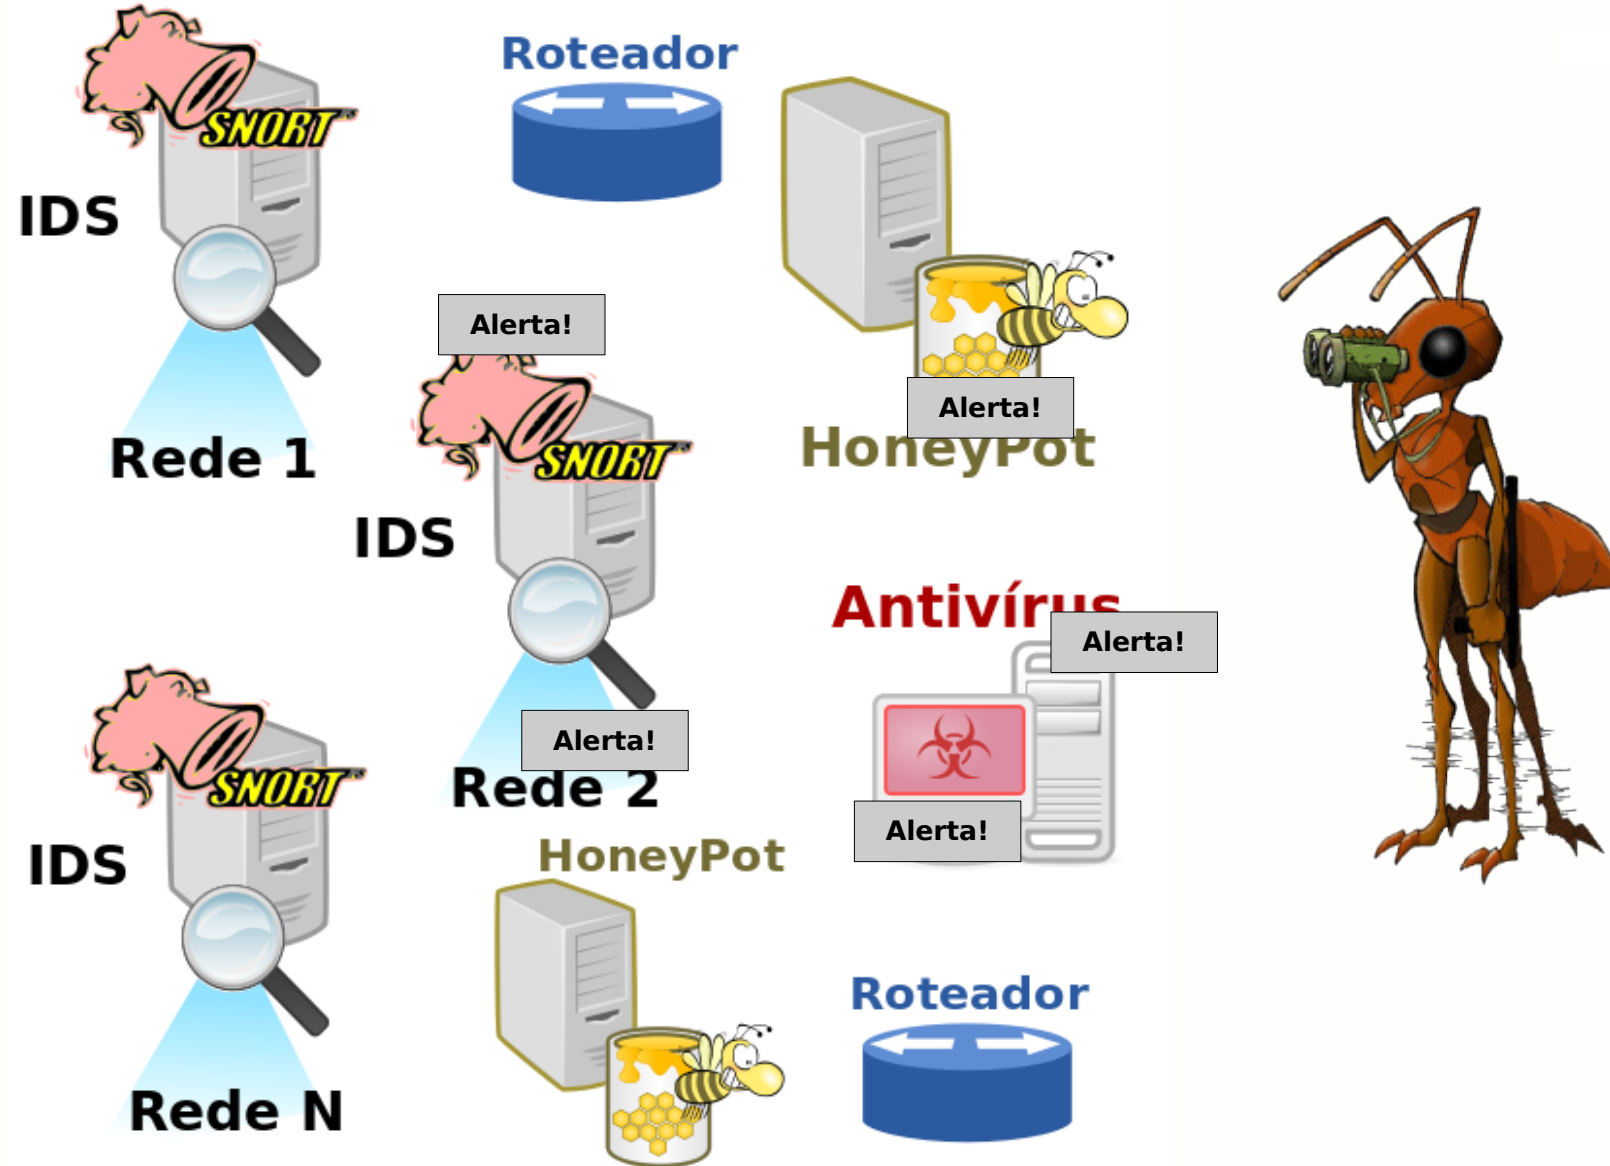 SNORT
IDS
Rede 1
Roteador
Alerta!
HoneyPot
Alerta!
SNORT
IDS
Alerta!
Rede 2
Antivírus
Alerta!
Alerta!
SNORT
IDS
Rede N
HoneyPot
Roteador